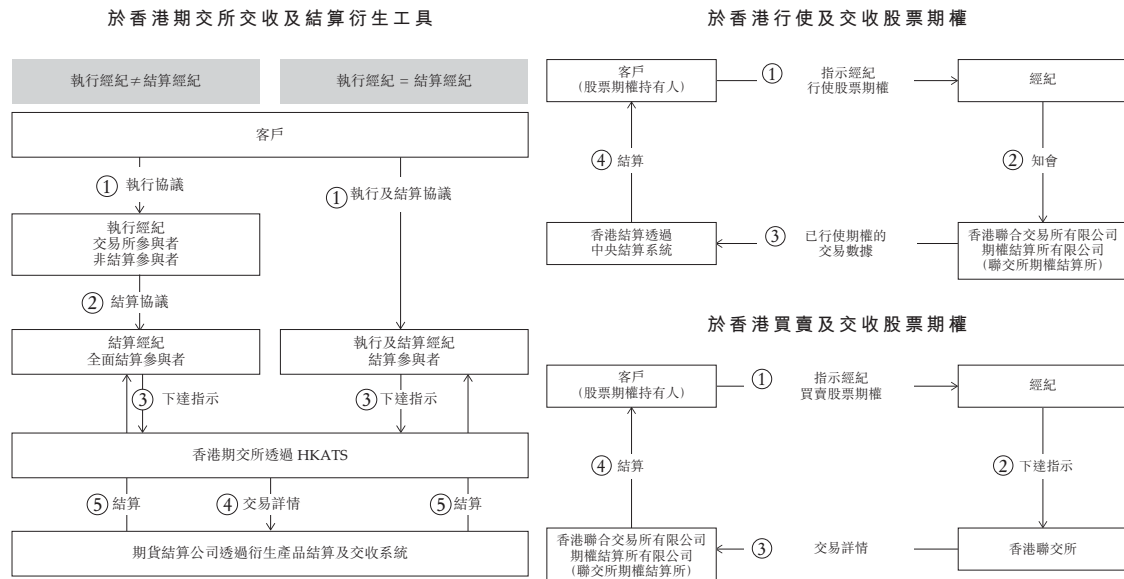 於香港期交所交收及結算衍生工具
執行經紀≠結算經紀
執行經紀 = 結算經紀
客戶
① 執行協議
① 執行及結算協議
執行經紀
交易所參與者
非結算參與者
② 結算協議
結算經紀
全面結算參與者
執行及結算經紀
結算參與者
③ 下達指示
③ 下達指示
香港期交所透過 HKATS
⑤ 結算
④ 交易詳情
⑤ 結算
期貨結算公司透過衍生產品結算及交收系統
於香港行使及交收股票期權
客戶
(股票期權持有人)
①
指示經紀
行使股票期權
經紀
④ 結算
② 知會
香港結算透過
中央結算系統
③
已行使期權的
交易數據
香港聯合交易所有限公司
期權結算所有限公司
(聯交所期權結算所)
於香港買賣及交收股票期權
客戶
(股票期權持有人)
①
指示經紀
買賣股票期權
經紀
④ 結算
② 下達指示
香港聯合交易所有限公司
期權結算所有限公司
(聯交所期權結算所)
③
交易詳情
香港聯交所